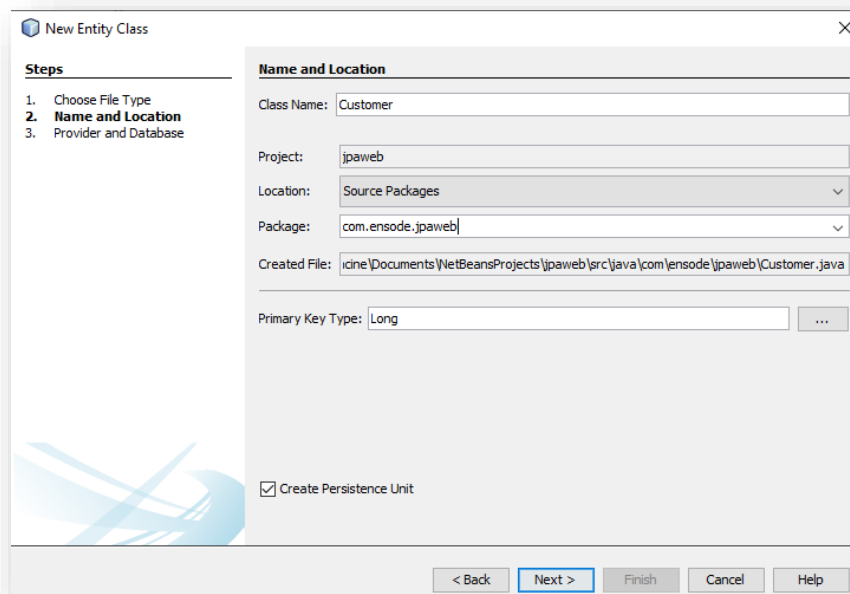 New Entity Class
Steps
1. Choose File Type
2. Name and Location
3. Provider and Database
Name and Location
Class Name: Customer
Project: jpaweb
Location: Source Packages
Package: com.ensode.jpaweb
Created File: cine\Documents\NetBeansProjects\jpaweb\src\java\com\ensode\jpaweb\Customer.java
Primary Key Type: Long ...
Create Persistence Unit
< Back Next > Finish Cancel Help